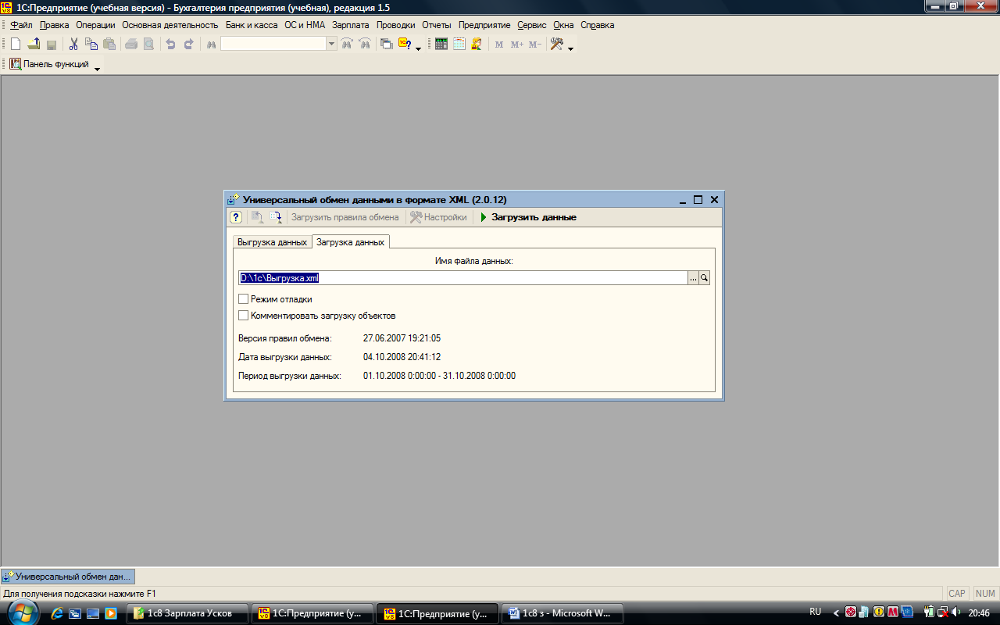 1С:Предприятие (учебная версия) - Бухгалтерия предприятия (учебная), редакция 1.5
Файл Правка Операции Основная деятельность Банк и касса ОС и НМА Зарплата Проводки Отчеты Предприятие Сервис Окна Справка
M M+ M-
Панель функций
Универсальный обмен данными в формате XML (2.0.12)
Загрузить правила обмена Настройки Загрузить данные
Выгрузка данных Загрузка данных
Имя файла данных:
D:\1c\Выгрузка.xml ...
Режим отладки
Комментировать загрузку объектов
Версия правил обмена: 27.06.2007 19:21:05
Дата выгрузки данных: 04.10.2008 20:41:12
Период выгрузки данных: 01.10.2008 0:00:00 - 31.10.2008 0:00:00
Универсальный обмен дан...
Для получения подсказки нажмите F1 CAP NUM
1с8 Зарплата Усков 1С:Предприятие (у... 1С:Предприятие (у... 1с8 з - Microsoft W... RU 20:46